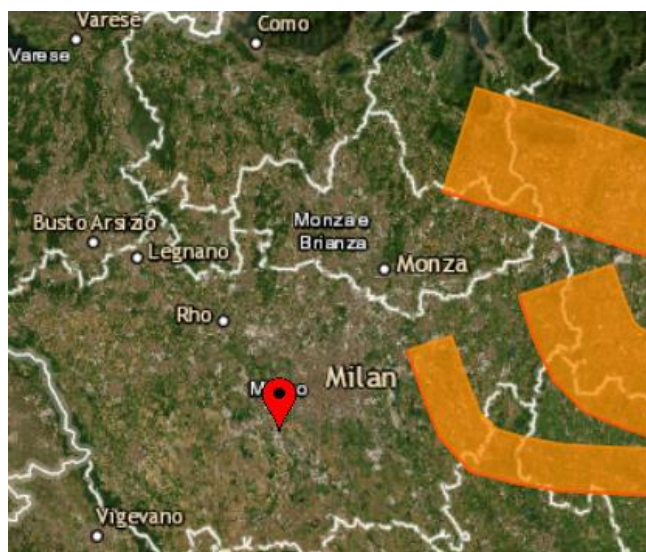 Varese
Como
Varese
Busto Arsizio
Legnano
Monza e
Brianza
Monza
Rho
Milan
Vigevano